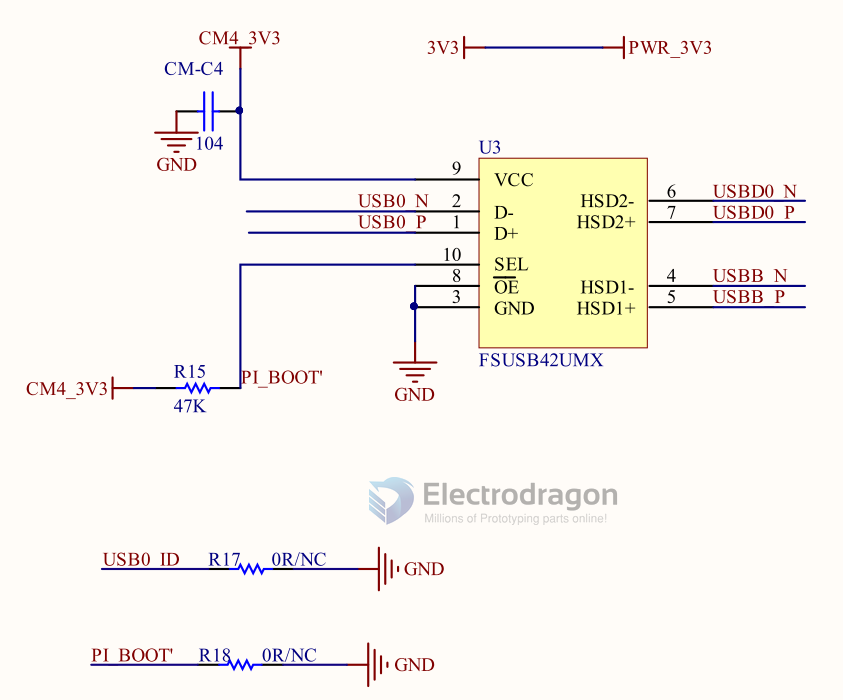 CM4_3V3
3V3 PWR_3V3
CM-C4
104
GND
U3
9 VCC
USB0_N 2 D-
USB0_P 1 D+
10 SEL
8 OE
3 GND
HSD2- 6 USBD0_N
HSD2+ 7 USBD0_P
HSD1- 4 USBB_N
HSD1+ 5 USBB_P
FSUSB42UMX
GND
R15
CM4_3V3 PI_BOOT'
47K
Electrodragon
Millions of Prototyping parts online!
USB0_ID R17 0R/NC GND
PI_BOOT' R18 0R/NC GND